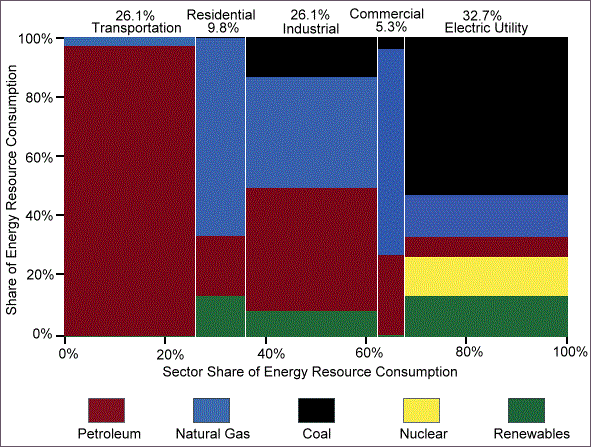 26.1% Residential 26.1% Commercial 32.7%
Transportation 9.8% Industrial 5.3% Electric Utility
100%
80%
60%
40%
20%
0%
Share of Energy Resource Consumption
0% 20% 40% 60% 80% 100%
Sector Share of Energy Resource Consumption
Petroleum Natural Gas Coal Nuclear Renewables